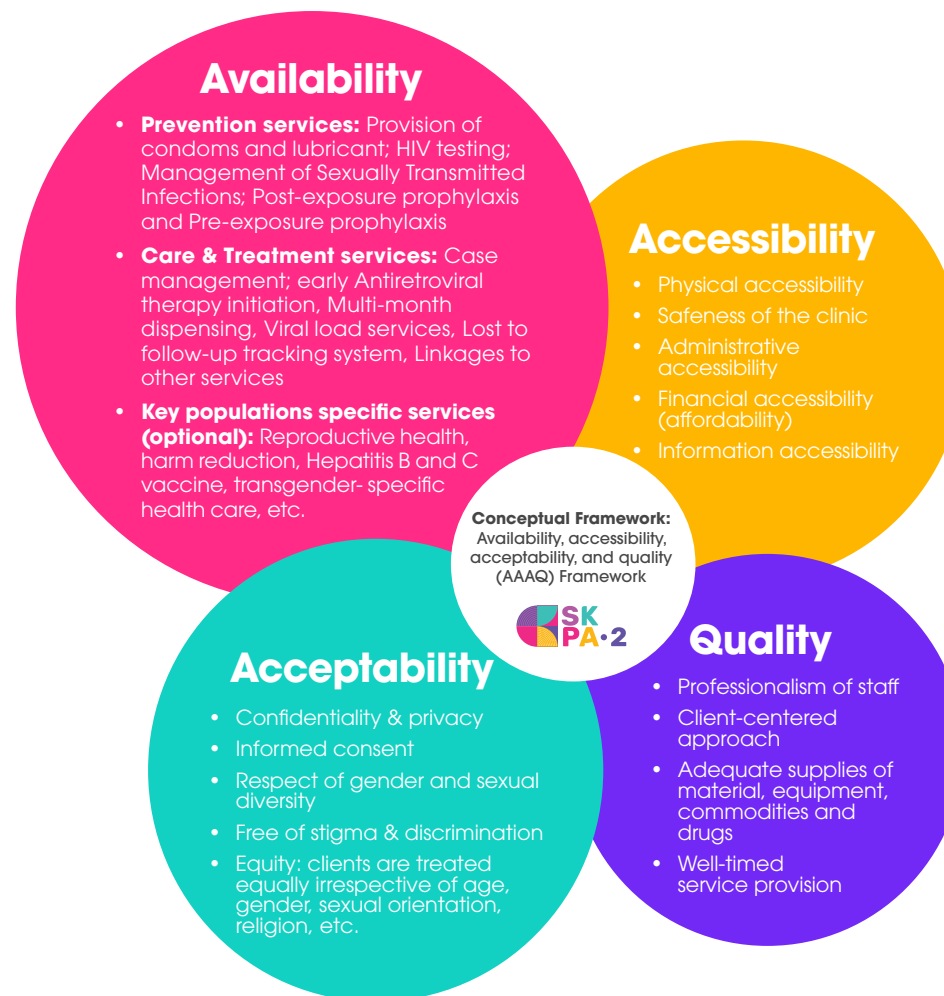 Availability
• Prevention services: Provision of
condoms and lubricant; HIV testing;
Management of Sexually Transmitted
Infections; Post-exposure prophylaxis
and Pre-exposure prophylaxis
• Care & Treatment services: Case
management; early Antiretroviral
therapy initiation, Multi-month
dispensing, Viral load services, Lost to
follow-up tracking system, Linkages to
other services
• Key populations specific services
(optional): Reproductive health,
harm reduction, Hepatitis B and C
vaccine, transgender- specific
health care, etc.
Accessibility
• Physical accessibility
• Safeness of the clinic
• Administrative
accessibility
• Financial accessibility
(affordability)
• Information accessibility
Conceptual Framework:
Availability, accessibility,
acceptability, and quality
(AAAQ) Framework
SK
PA·2
Acceptability
• Confidentiality & privacy
• Informed consent
• Respect of gender and sexual
diversity
• Free of stigma & discrimination
• Equity: clients are treated
equally irrespective of age,
gender, sexual orientation,
religion, etc.
Quality
• Professionalism of staff
• Client-centered
approach
• Adequate supplies of
material, equipment,
commodities and
drugs
• Well-timed
service provision